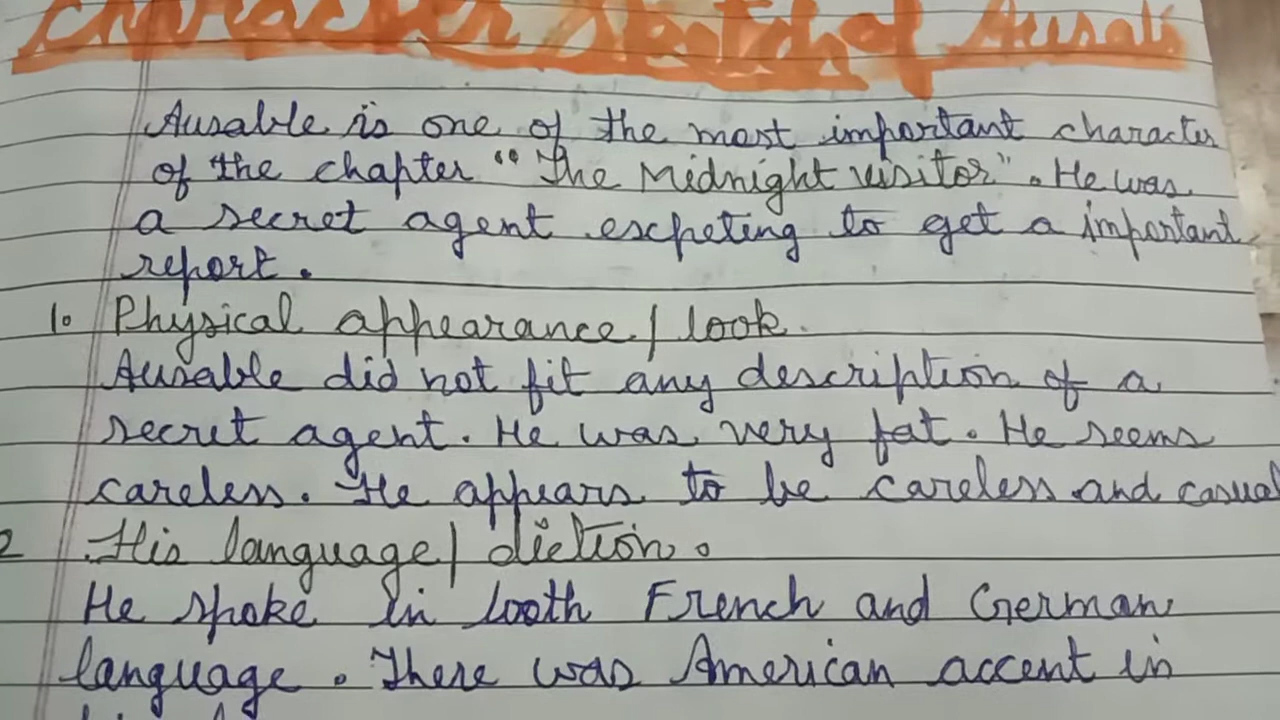 Character Sketch of Ausabl
Ausable is one of the most important character
of the chapter "The Midnight visitor". He was
a secret agent escpeting to get a important
report.
1. Physical appearance/ look.
Ausable did not fit any description of a
secret agent. He was very fat. He seems
careless. He appears to be careless and casual
2 His language/ diction.
He spoke in both French and German
language. There was American accent in